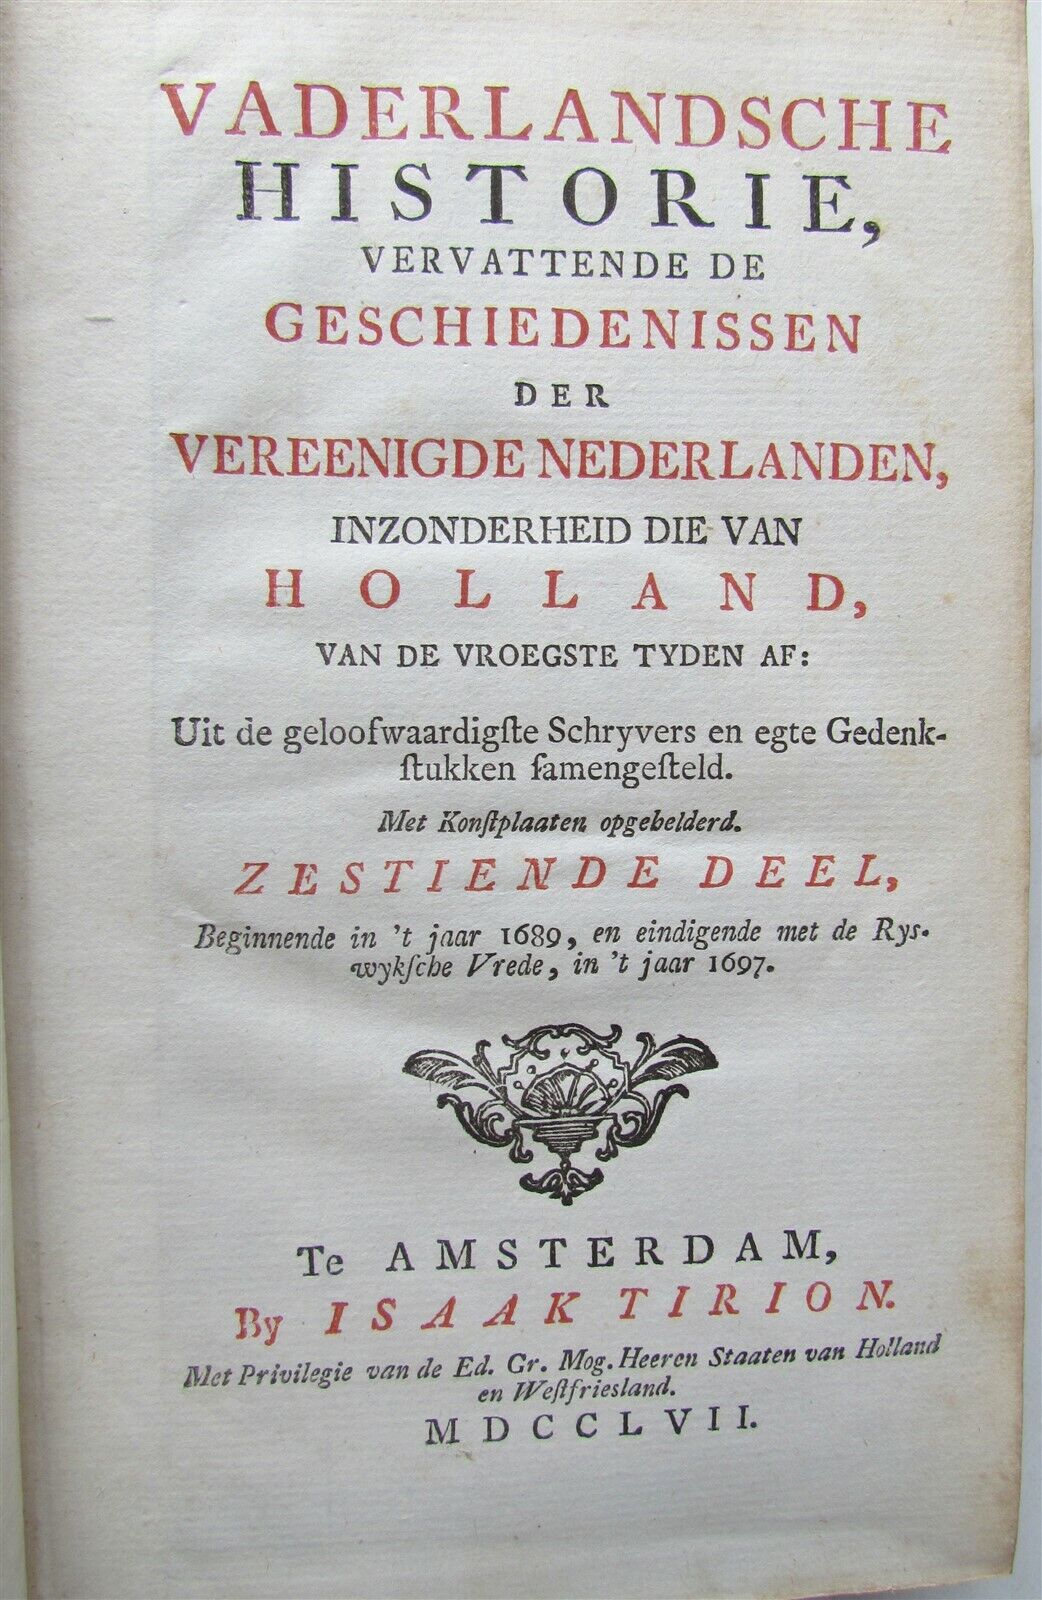 VADERLANDSCHE
HISTORIE,
VERVATTENDE DE
GESCHIEDENISSEN
DER
VEREENIGDE NEDERLANDEN,
INZONDERHEID DIE VAN
HOLLAND,
VAN DE VROEGSTE TYDEN AF:
Uit de geloofwaardigſte Schryvers en egte Gedenk-
ſtukken ſamengeſteld.
Met Konſtplaaten opgehelderd.
ZESTIENDE DEEL,
Beginnende in 't jaar 1689, en eindigende met de Rys-
wykſche Vrede, in 't jaar 1697.
Te AMSTERDAM,
By ISAAK TIRION.
Met Privilegie van de Ed. Gr. Mog. Heeren Staaten van Holland
en Weſtfriesland.
MDCCLVII.